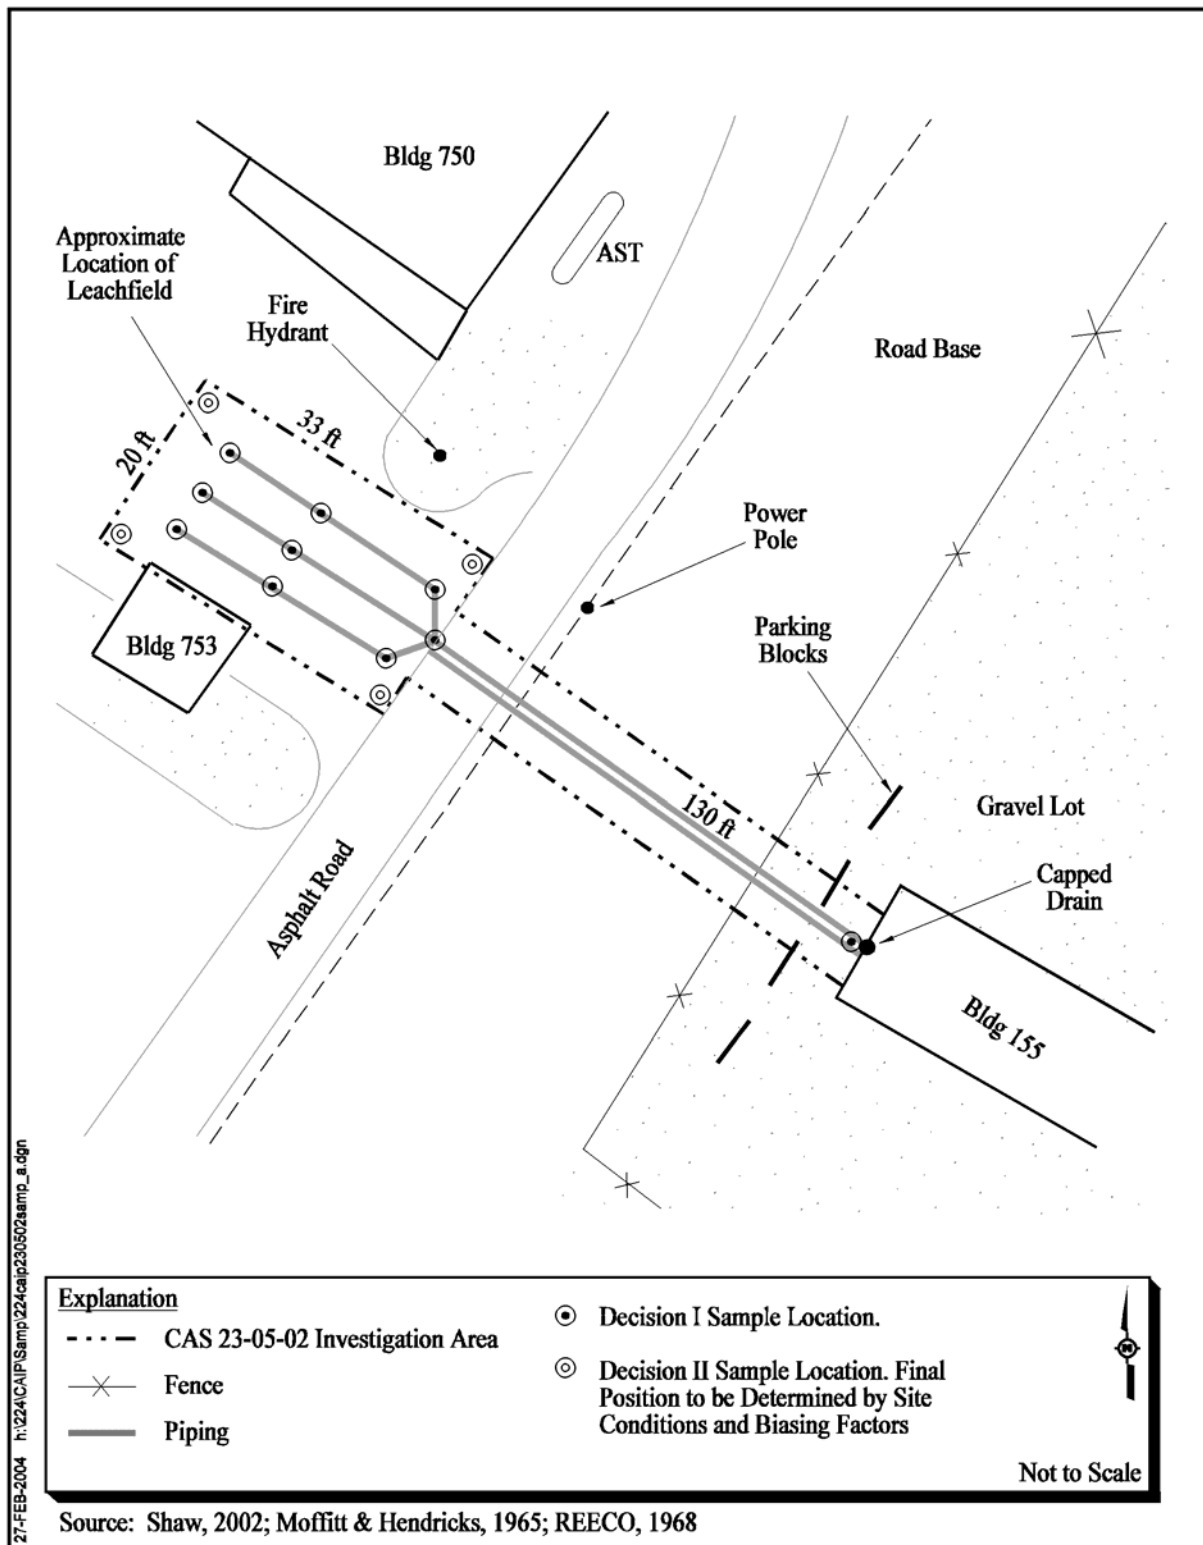 Bldg 750
AST
Approximate
Location of
Leachfield
Fire
Hydrant
Road Base
33 ft
20 ft
Power
Pole
Parking
Blocks
Bldg 753
130 ft
Gravel Lot
Capped
Drain
Asphalt Road
Bldg 155
Explanation
CAS 23-05-02 Investigation Area
Fence
Piping
Decision I Sample Location.
Decision II Sample Location. Final
Position to be Determined by Site
Conditions and Biasing Factors
N
Not to Scale
27-FEB-2004 h:\224\CAIP\Samp\224caip230502samp_a.dgn
Source: Shaw, 2002; Moffitt & Hendricks, 1965; REECO, 1968